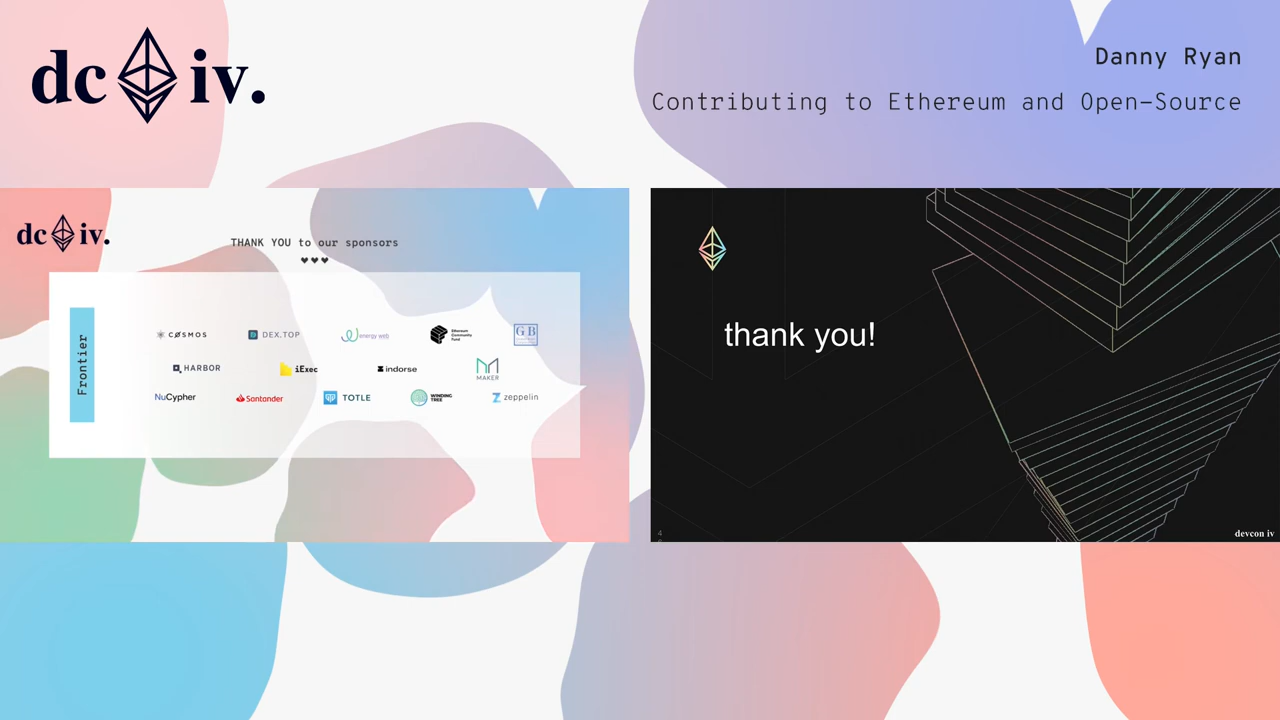 dc iv.
Danny Ryan
Contributing to Ethereum and Open-Source
dc iv.
THANK YOU to our sponsors
Frontier
COSMOS
DEX.TOP
energy web
Ethereum
Community
Fund
GB
HARBOR
iExec
indorse
MAKER
NuCypher
Santander
TOTLE
WINDING
TREE
zeppelin
thank you!
4
devcon iv